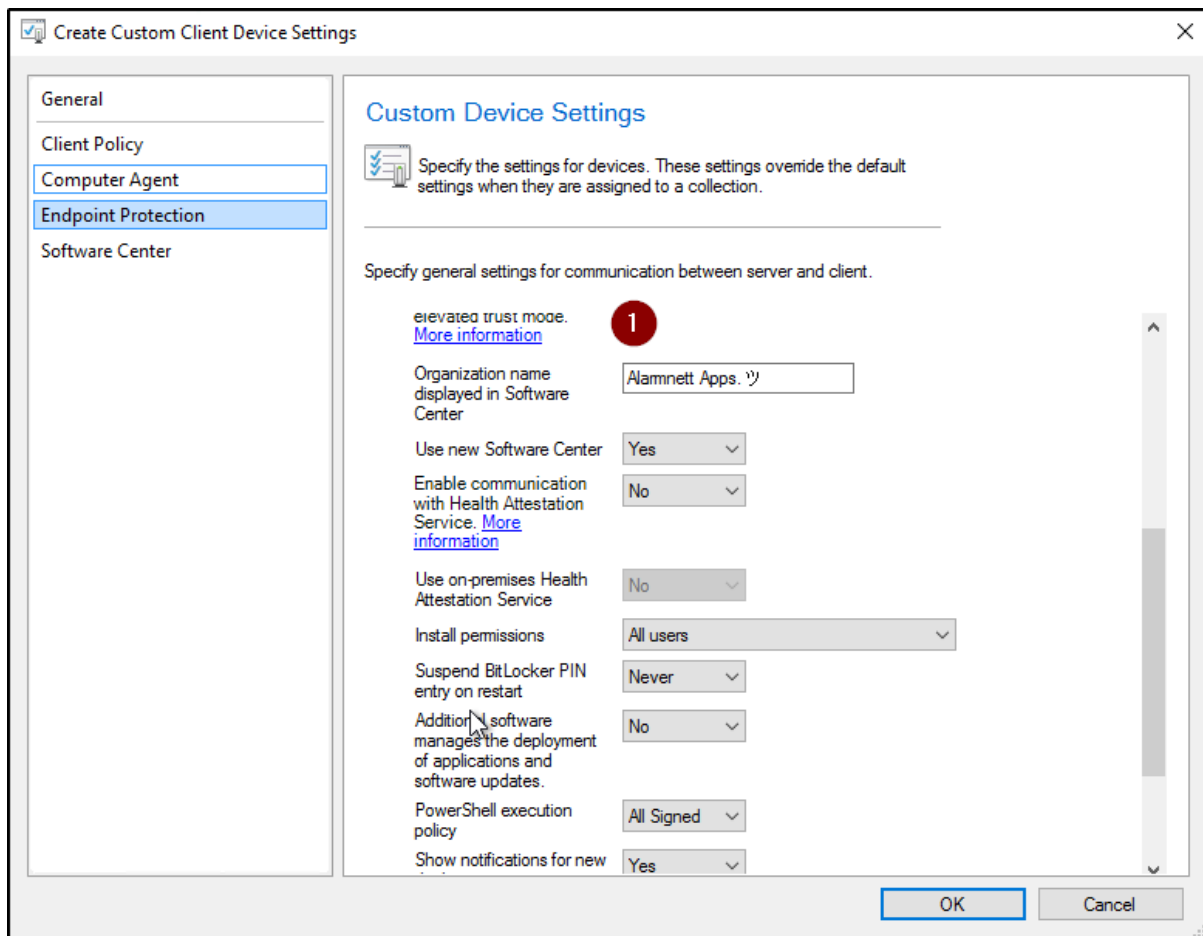 Create Custom Client Device Settings
General
Client Policy
Computer Agent
Endpoint Protection
Software Center
Custom Device Settings
Specify the settings for devices. These settings override the default
settings when they are assigned to a collection.
Specify general settings for communication between server and client.
elevated trust mode.
More information
1
Organization name
displayed in Software
Center
Alamnett Apps. ツ
Use new Software Center
Yes
Enable communication
with Health Attestation
Service. More
information
No
Use on-premises Health
Attestation Service
No
Install permissions
All users
Suspend BitLocker PIN
entry on restart
Never
Additional software
manages the deployment
of applications and
software updates.
No
PowerShell execution
policy
All Signed
Show notifications for new
Yes
OK
Cancel